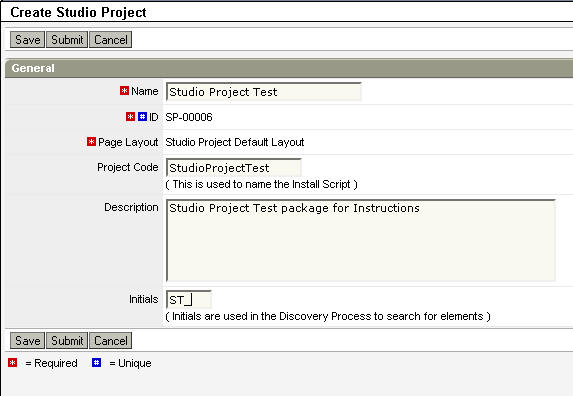 Create Studio Project
Save Submit Cancel
General
* Name Studio Project Test
* # ID SP-00006
* Page Layout Studio Project Default Layout
Project Code StudioProjectTest
( This is used to name the Install Script )
Description Studio Project Test package for Instructions
Initials ST_
( Initials are used in the Discovery Process to search for elements )
Save Submit Cancel
* = Required # = Unique